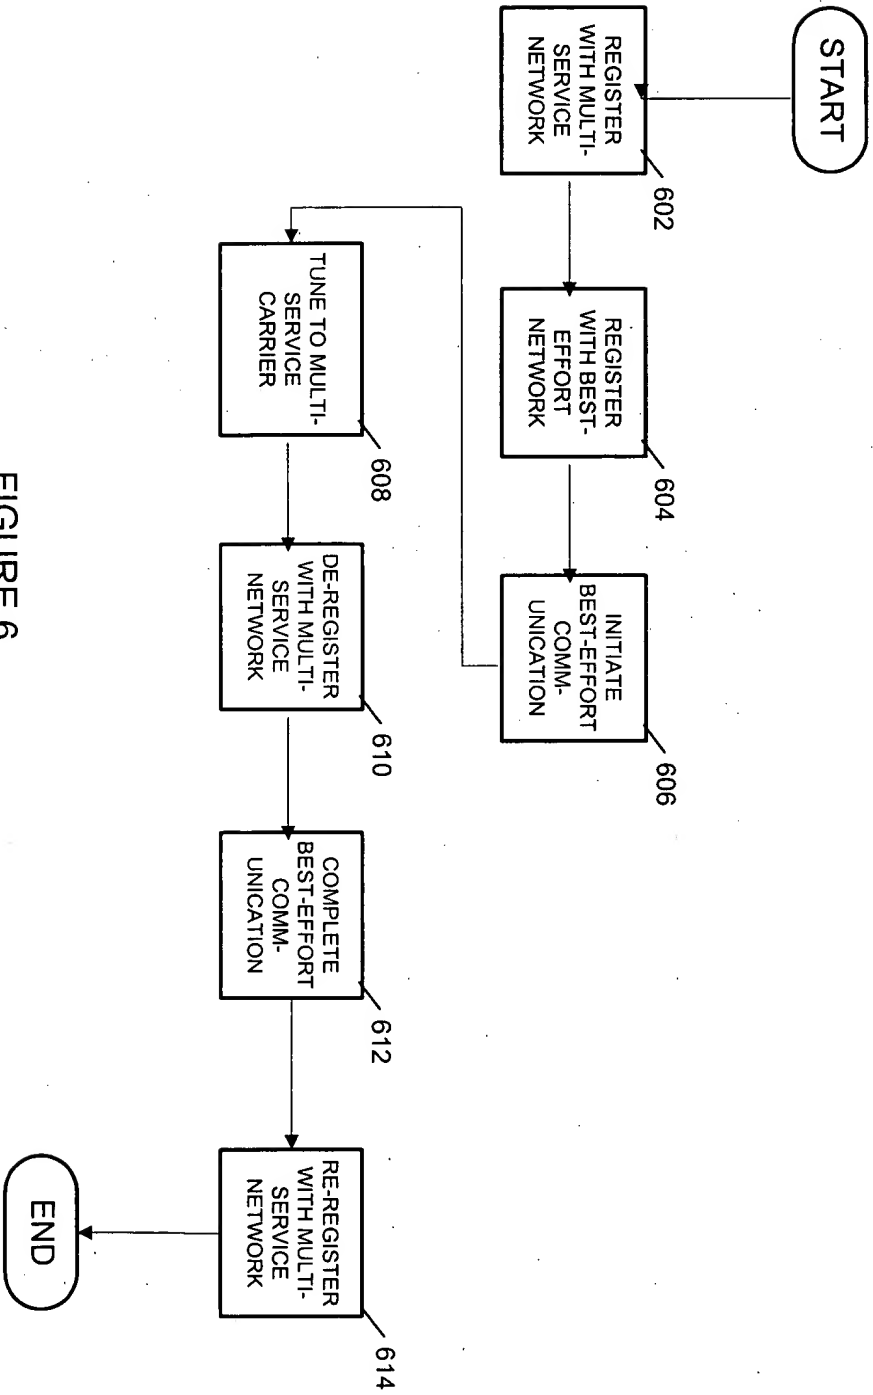 START
REGISTER
WITH MULTI-
SERVICE
NETWORK
602
REGISTER
WITH BEST-
EFFORT
NETWORK
604
INITIATE
BEST-EFFORT
COMM-
UNICATION
606
TUNE TO MULTI-
SERVICE
CARRIER
608
DE-REGISTER
WITH MULTI-
SERVICE
NETWORK
610
COMPLETE
BEST-EFFORT
COMM-
UNICATION
612
RE-REGISTER
WITH MULTI-
SERVICE
NETWORK
614
END
FIGURE 6